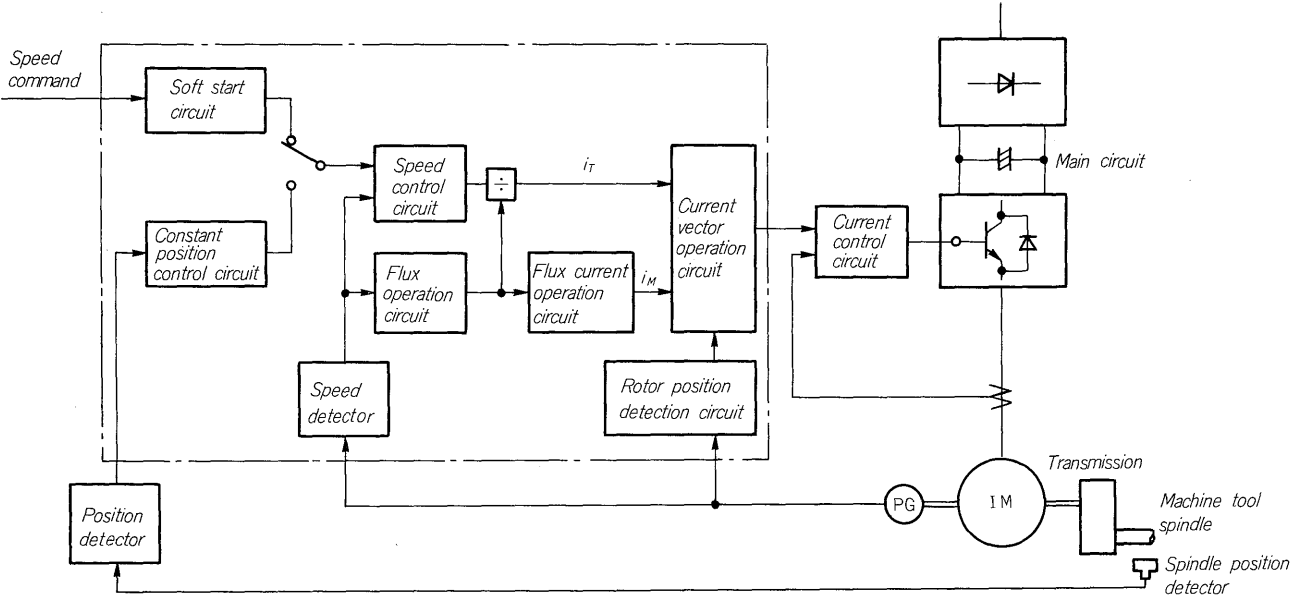 Speed
command
Soft start
circuit
Constant
position
control circuit
Speed
control
circuit
÷
iT
Flux
operation
circuit
Flux current
operation
circuit
iM
Current
vector
operation
circuit
Speed
detector
Rotor position
detection circuit
Current
control
circuit
Main circuit
Position
detector
PG
IM
Transmission
Machine tool
spindle
Spindle position
detector